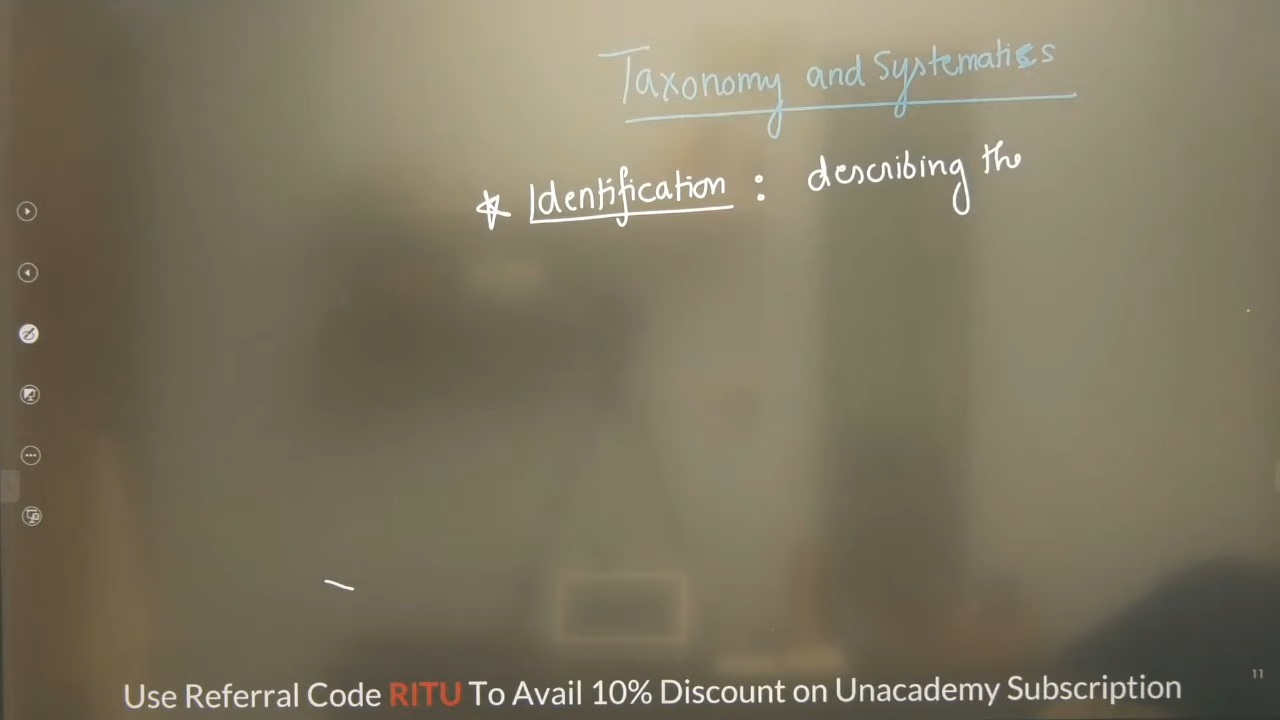 Taxonomy and Systematics
* Identification : describing the
11
Use Referral Code RITU To Avail 10% Discount on Unacademy Subscription